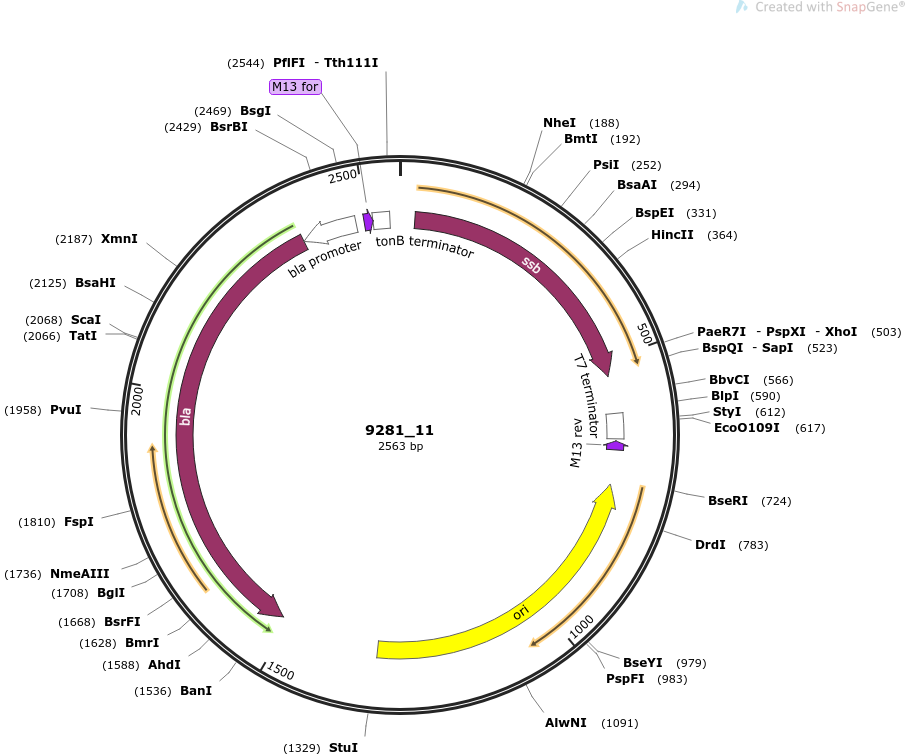 Created with SnapGene®
(2544) PflFI - Tth111I
M13 for
(2469) BsgI
(2429) BsrBI
2500
NheI (188)
BmtI (192)
PsiI (252)
BsaAI (294)
BspEI (331)
HincII (364)
(2187) XmnI
(2125) BsaHI
(2068) ScaI
(2066) TatI
(1958) PvuI
(1810) FspI
(1736) NmeAIII
(1708) BglI
(1668) BsrFI
(1628) BmrI
(1588) AhdI
(1536) BanI
(1329) StuI
bla promoter
tonB terminator
ssb
500
PaeR7I - PspXI - XhoI (503)
BspQI - SapI (523)
BbvCI (566)
BlpI (590)
StyI (612)
EcoO109I (617)
T7 terminator
M13 rev
2000
bla
9281_11
2563 bp
BseRI (724)
DrdI (783)
ori
1000
BseYI (979)
PspFI (983)
AlwNI (1091)
1500